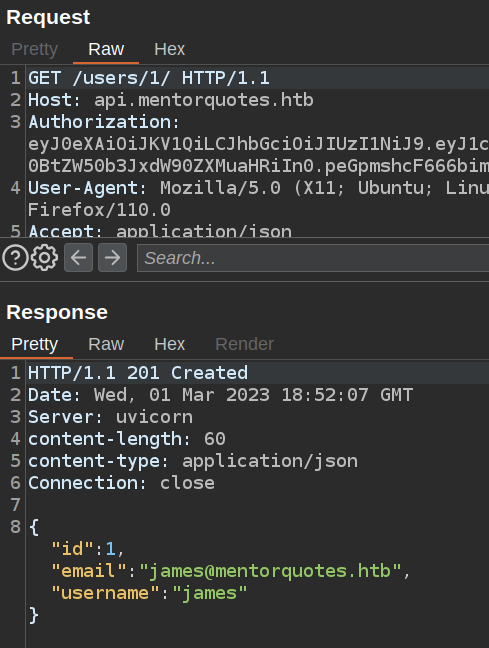 Request
Pretty Raw Hex
1 GET /users/1/ HTTP/1.1
2 Host: api.mentorquotes.htb
3 Authorization:
eyJ0eXAiOiJKV1QiLCJhbGciOiJIUzI1NiJ9.eyJ1c
0BtZW50b3JxdW90ZXMuaHRiIn0.peGpmshcF666bim
4 User-Agent: Mozilla/5.0 (X11; Ubuntu; Linu
Firefox/110.0
5 Accept: application/json
Search...
Response
Pretty Raw Hex Render
1 HTTP/1.1 201 Created
2 Date: Wed, 01 Mar 2023 18:52:07 GMT
3 Server: uvicorn
4 content-length: 60
5 content-type: application/json
6 Connection: close
7
8 {
"id":1,
"email":"james@mentorquotes.htb",
"username":"james"
}